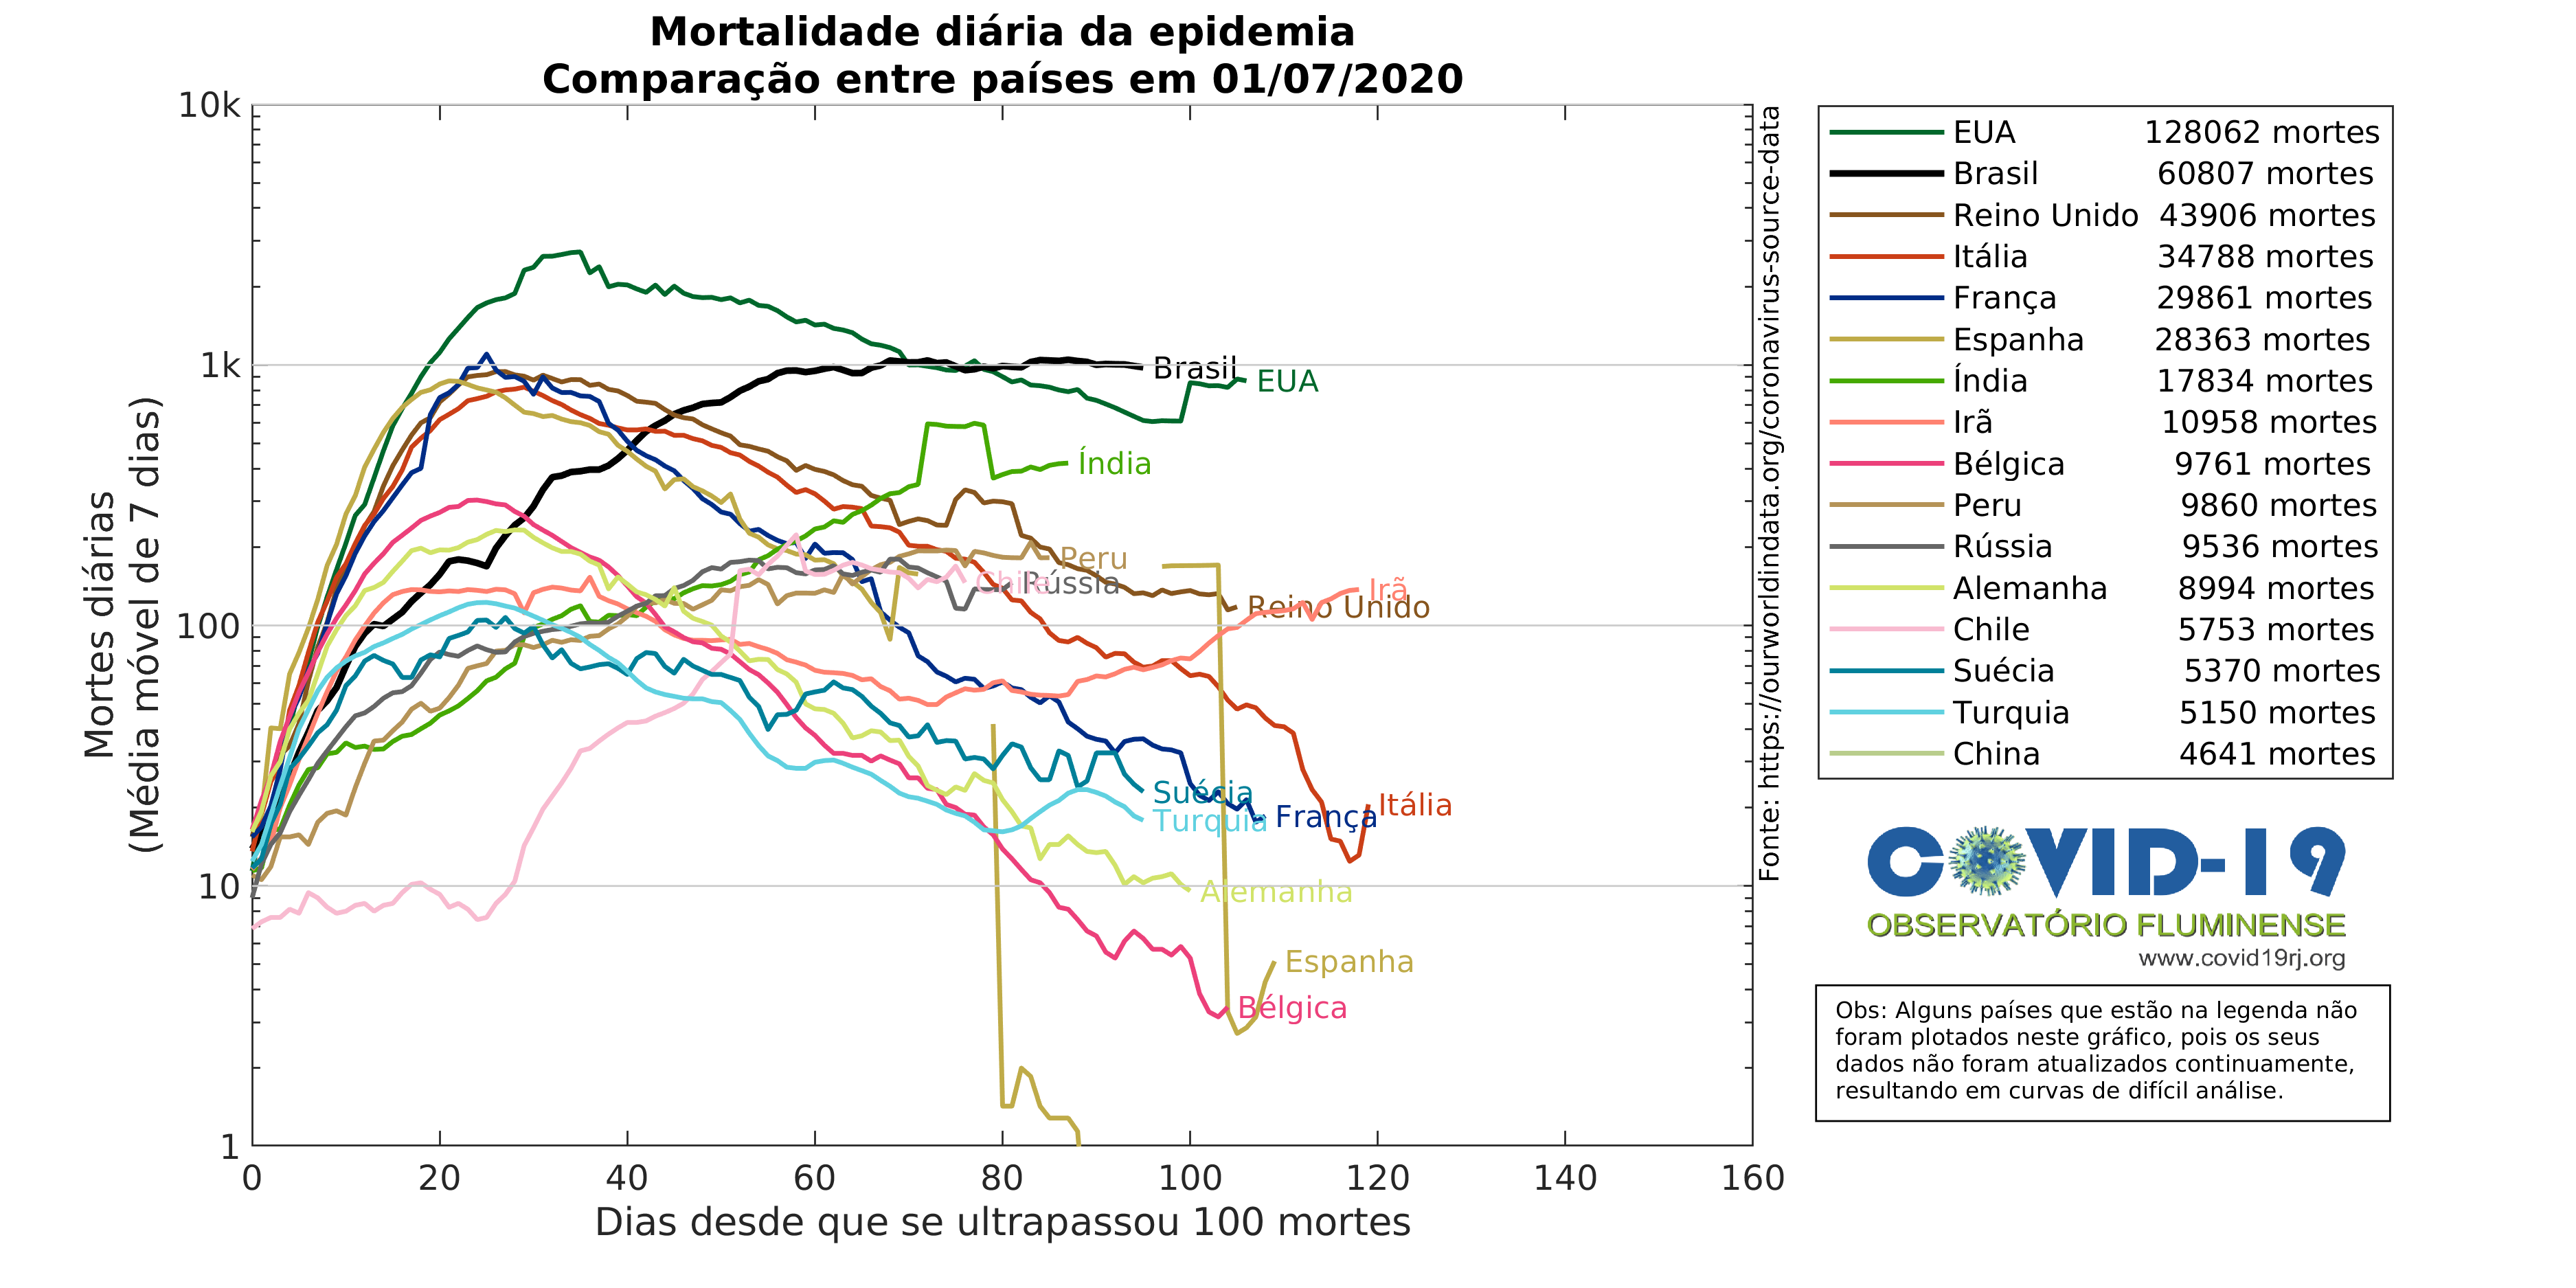 Mortalidade diária da epidemia
Comparação entre países em 01/07/2020
Mortes diárias
(Média móvel de 7 dias)
10k
1k
100
10
1
0 20 40 60 80 100 120 140 160
Dias desde que se ultrapassou 100 mortes
Brasil
EUA
Índia
Peru
Chile
Rússia
Irã
Reino Unido
Suécia
Turquia
França
Itália
Alemanha
Espanha
Bélgica
Fonte: https://ourworldindata.org/coronavirus-source-data
EUA 128062 mortes
Brasil 60807 mortes
Reino Unido 43906 mortes
Itália 34788 mortes
França 29861 mortes
Espanha 28363 mortes
Índia 17834 mortes
Irã 10958 mortes
Bélgica 9761 mortes
Peru 9860 mortes
Rússia 9536 mortes
Alemanha 8994 mortes
Chile 5753 mortes
Suécia 5370 mortes
Turquia 5150 mortes
China 4641 mortes
COVID-19
OBSERVATÓRIO FLUMINENSE
www.covid19rj.org
Obs: Alguns países que estão na legenda não
foram plotados neste gráfico, pois os seus
dados não foram atualizados continuamente,
resultando em curvas de difícil análise.